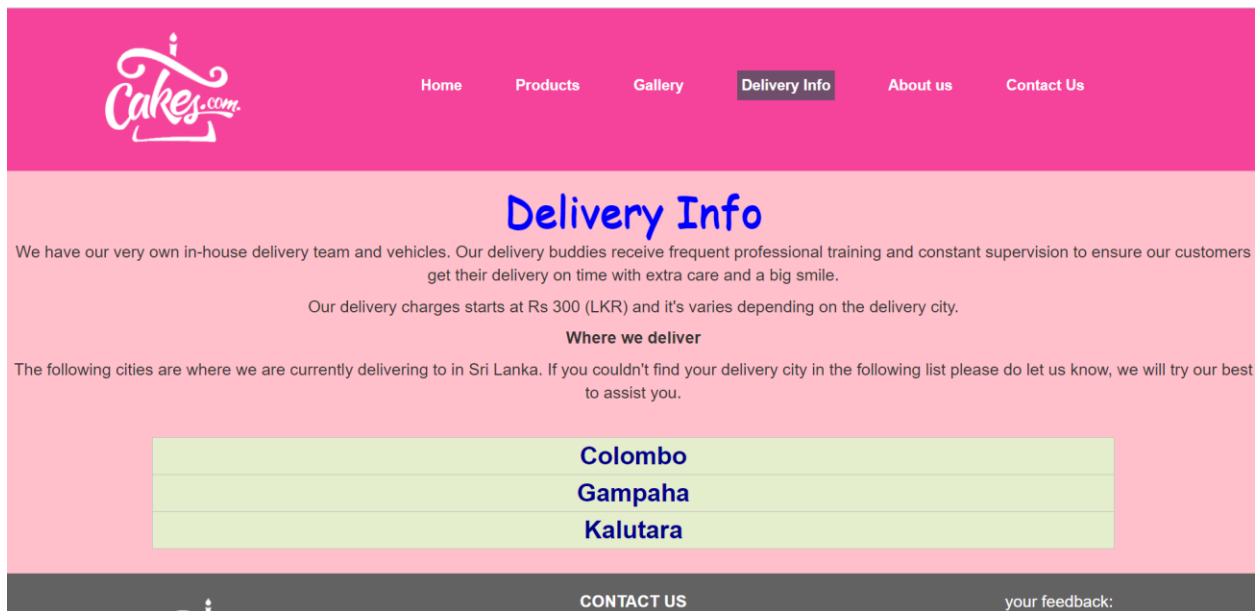 Cakes.com.
Home Products Gallery Delivery Info About us Contact Us
Delivery Info
We have our very own in-house delivery team and vehicles. Our delivery buddies receive frequent professional training and constant supervision to ensure our customers
get their delivery on time with extra care and a big smile.
Our delivery charges starts at Rs 300 (LKR) and it's varies depending on the delivery city.
Where we deliver
The following cities are where we are currently delivering to in Sri Lanka. If you couldn't find your delivery city in the following list please do let us know, we will try our best
to assist you.
Colombo
Gampaha
Kalutara
CONTACT US
your feedback: